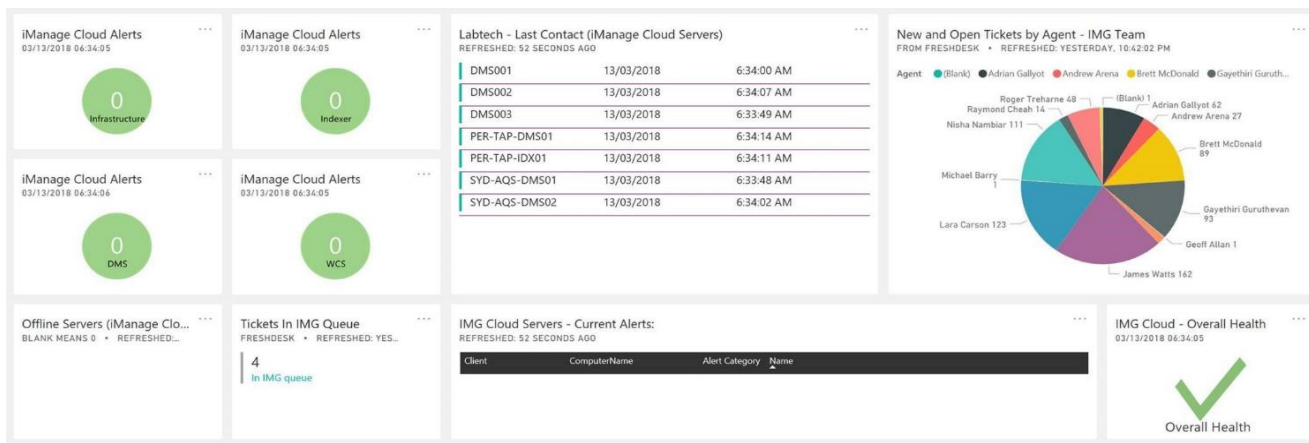 iManage Cloud Alerts
03/13/2018 06:34:05
0
Infrastructure
iManage Cloud Alerts
03/13/2018 06:34:05
0
Indexer
iManage Cloud Alerts
03/13/2018 06:34:06
0
DMS
iManage Cloud Alerts
03/13/2018 06:34:05
0
WCS
Labtech - Last Contact (iManage Cloud Servers)
REFRESHED: 52 SECONDS AGO
DMS001 13/03/2018 6:34:00 AM
DMS002 13/03/2018 6:34:07 AM
DMS003 13/03/2018 6:33:49 AM
PER-TAP-DMS01 13/03/2018 6:34:14 AM
PER-TAP-IDX01 13/03/2018 6:34:11 AM
SYD-AQS-DMS01 13/03/2018 6:33:48 AM
SYD-AQS-DMS02 13/03/2018 6:34:02 AM
New and Open Tickets by Agent - IMG Team
FROM FRESHDESK • REFRESHED: YESTERDAY, 10:42:02 PM
Agent (Blank) Adrian Gallyot Andrew Arena Brett McDonald Gayethiri Guruth...
(Blank) 1
Adrian Gallyot 62
Andrew Arena 27
Brett McDonald
89
Gayethiri Guruthevan
93
Geoff Allan 1
James Watts 162
Lara Carson 123
Michael Barry
1
Nisha Nambiar 111
Raymond Cheah 14
Roger Treharne 48
Offline Servers (iManage Clo...
BLANK MEANS 0 • REFRESHED:...
Tickets In IMG Queue
FRESHDESK • REFRESHED: YES...
4
In IMG queue
IMG Cloud Servers - Current Alerts:
REFRESHED: 52 SECONDS AGO
Client ComputerName Alert Category Name
IMG Cloud - Overall Health
03/13/2018 06:34:05
Overall Health